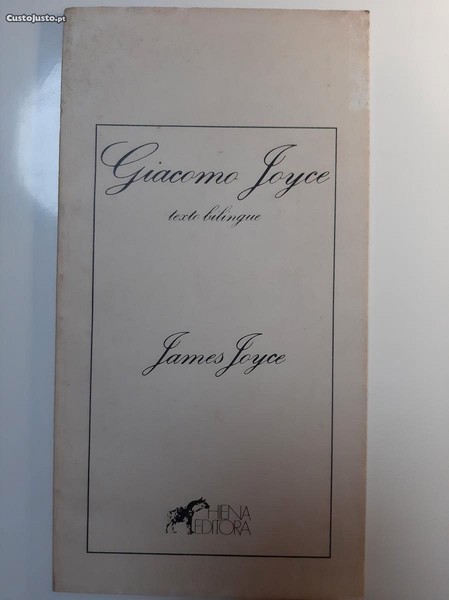 CustoJusto.pt
Giacomo Joyce
texto bilingue
James Joyce
HIENA
EDITORA